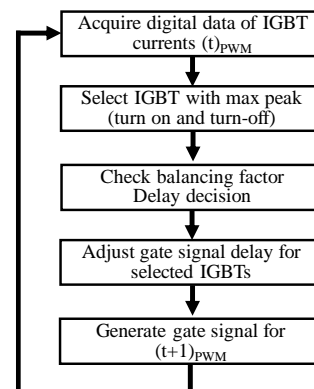 Acquire digital data of IGBT
currents (t)PWM
Select IGBT with max peak
(turn on and turn-off)
Check balancing factor
Delay decision
Adjust gate signal delay for
selected IGBTs
Generate gate signal for
(t+1)PWM